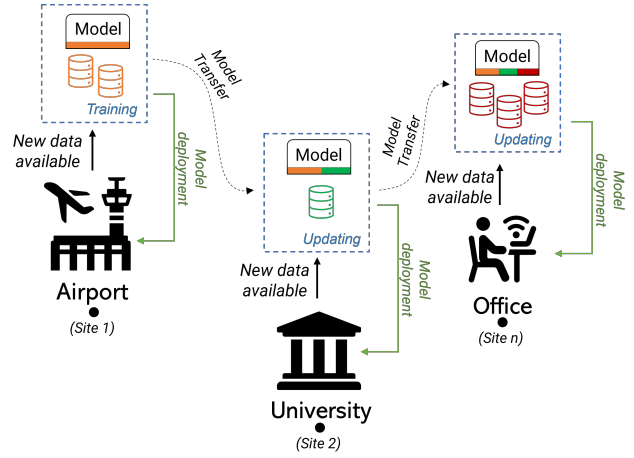 Model
Training
New data
available
Model
deployment
Airport
(Site 1)
Model
Transfer
Model
Updating
New data
available
Model
deployment
University
(Site 2)
Model
Transfer
Model
Updating
New data
available
Model
deployment
Office
(Site n)